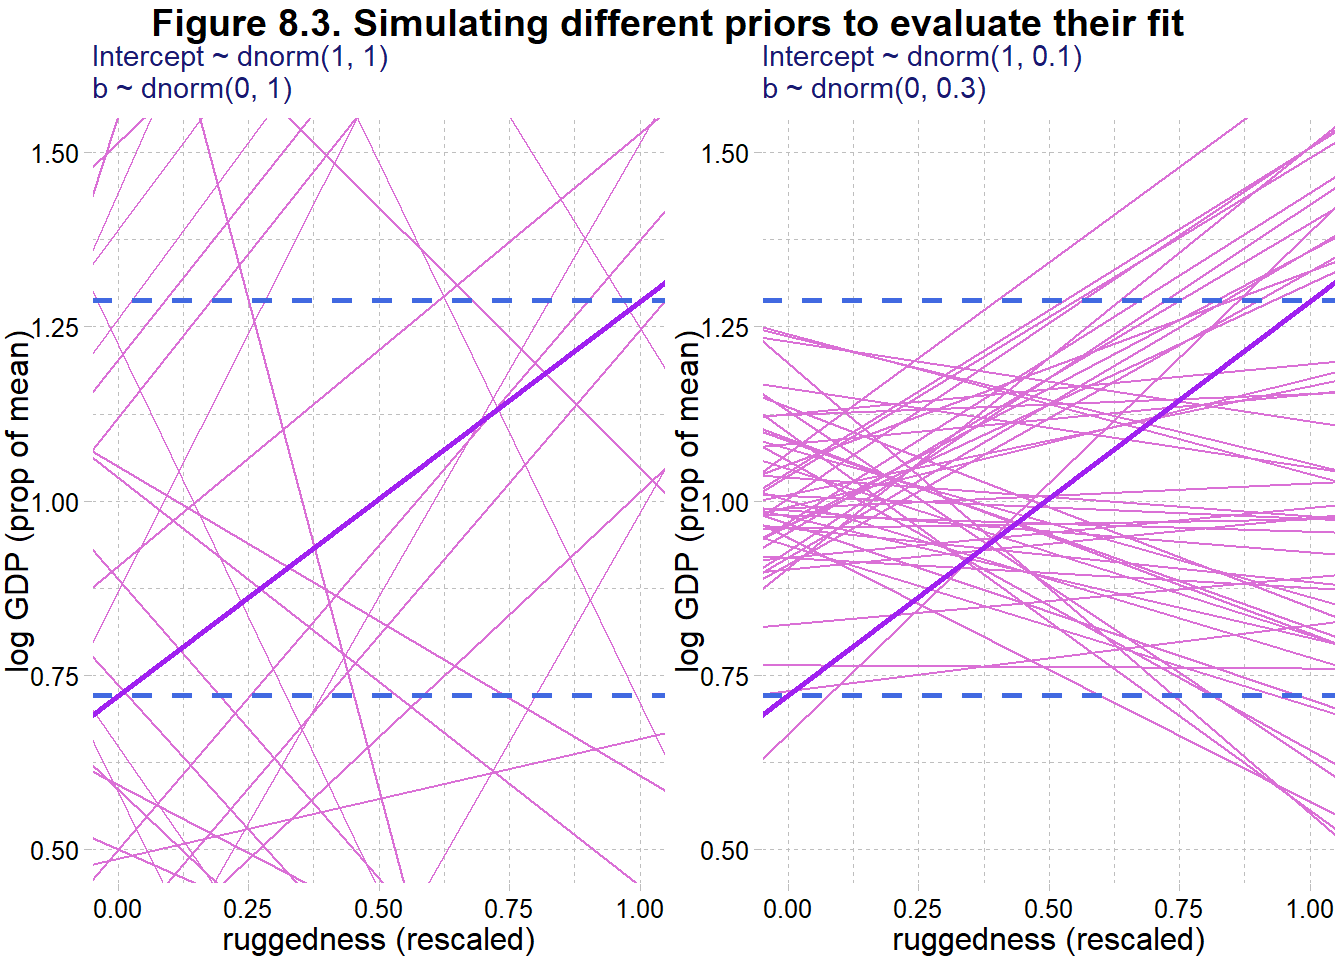 Figure 8.3. Simulating different priors to evaluate their fit
Intercept ~ dnorm(1, 1)
b ~ dnorm(0, 1)
log GDP (prop of mean)
1.50
1.25
1.00
0.75
0.50
0.00 0.25 0.50 0.75 1.00
ruggedness (rescaled)
Intercept ~ dnorm(1, 0.1)
b ~ dnorm(0, 0.3)
log GDP (prop of mean)
1.50
1.25
1.00
0.75
0.50
0.00 0.25 0.50 0.75 1.00
ruggedness (rescaled)